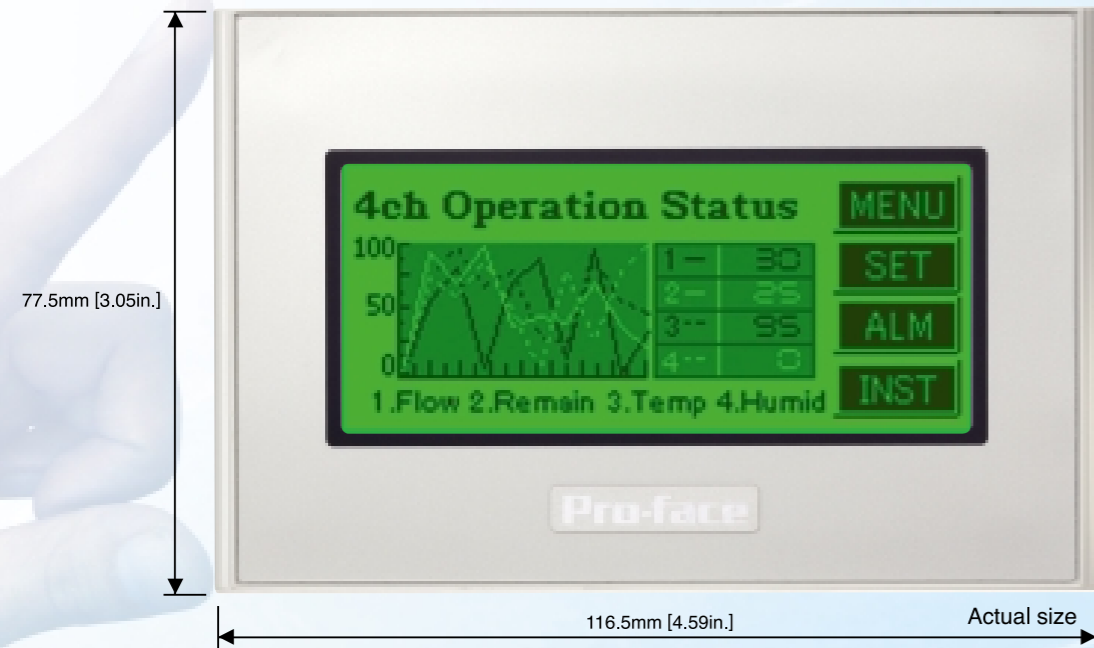 4ch Operation Status
MENU
100
50
0
1 30
2 25
3 95
4 0
SET
ALM
INST
1.Flow 2.Remain 3.Temp 4.Humid
77.5mm [3.05in.]
Pro-face
116.5mm [4.59in.]
Actual size